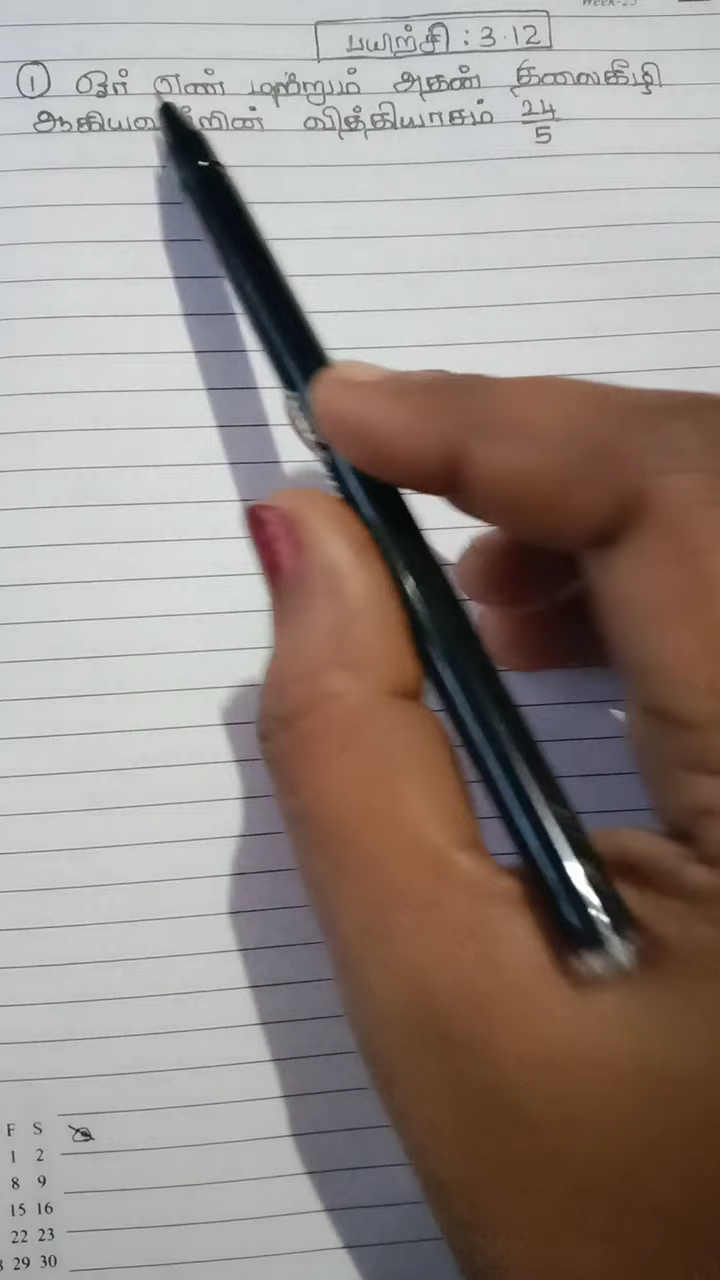 பயிற்சி : 3.12
① ஓர் எண் மற்றும் அதன் தலைகீழி
வித்தியாசம் 24/5
F S
1 2
8 9
15 16
22 23
29 30